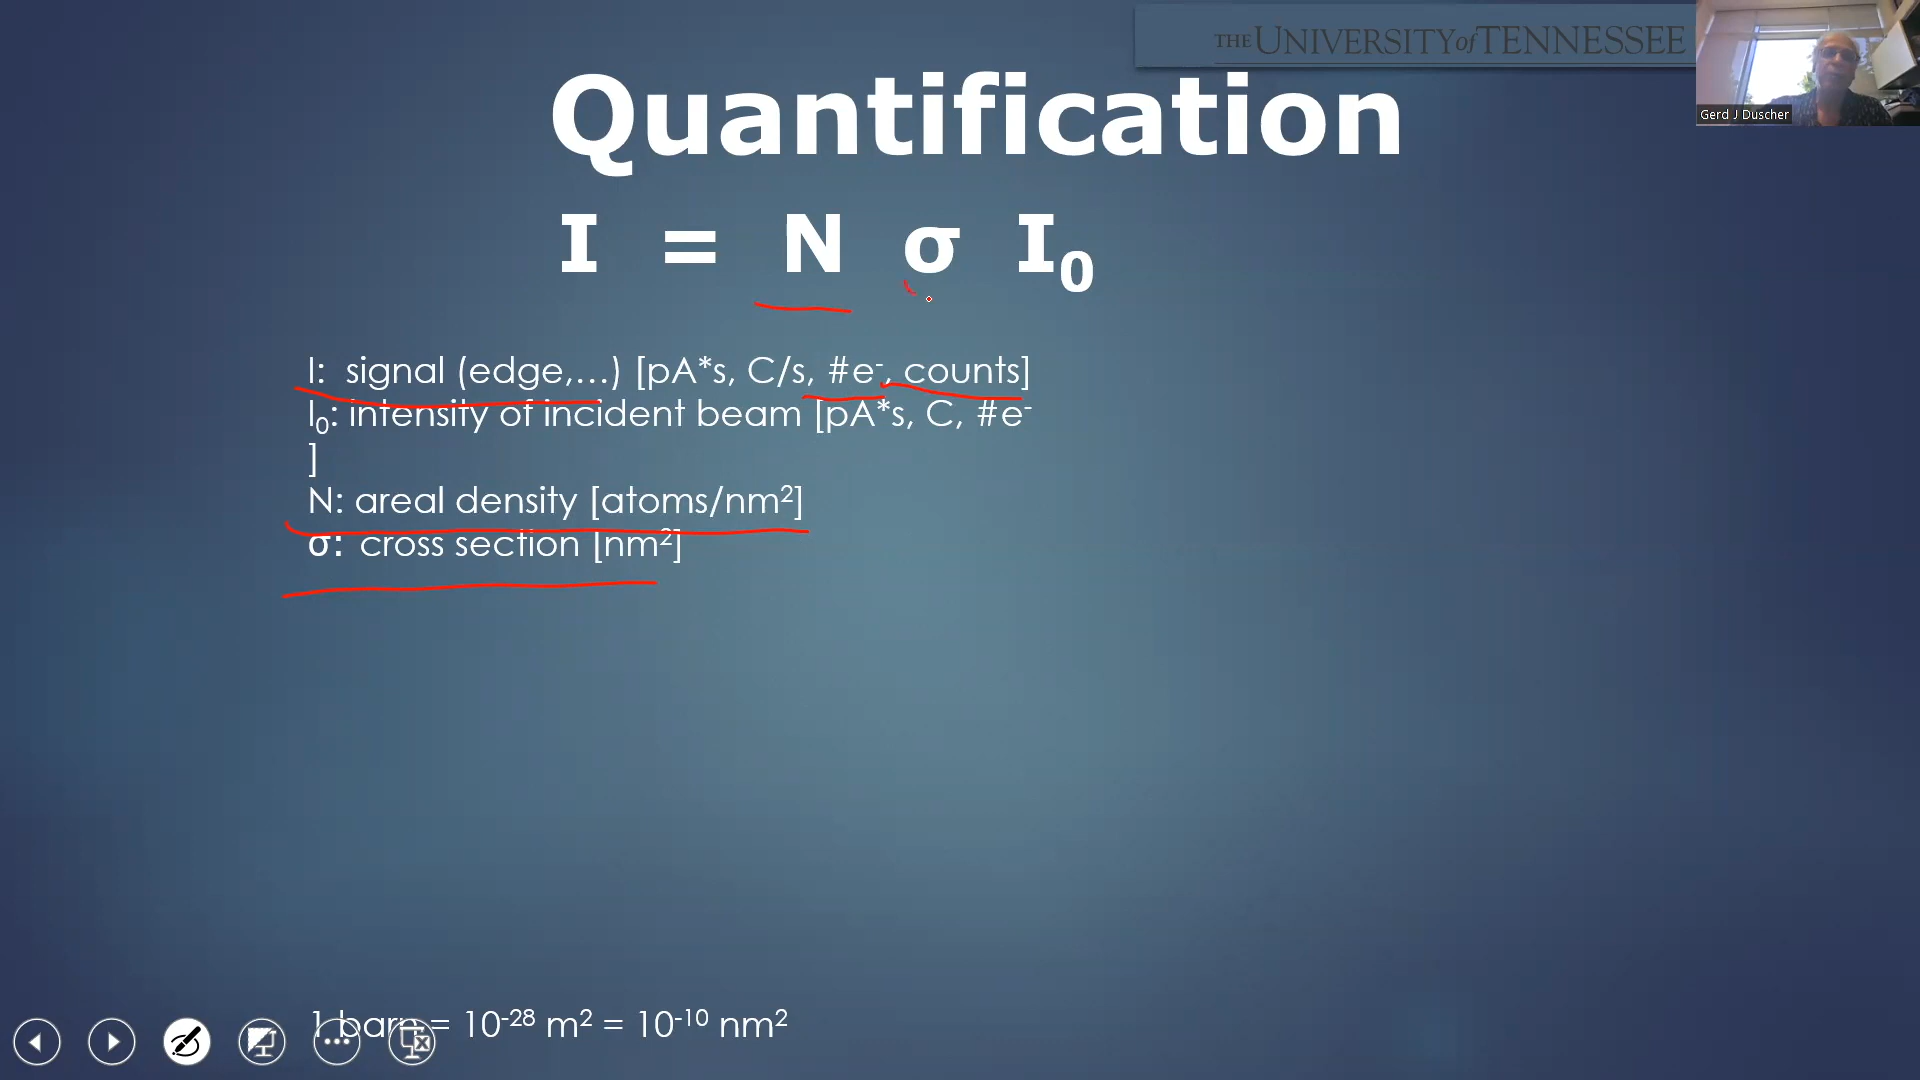 THE UNIVERSITY of TENNESSEE
Gerd J Duscher
Quantification
I = N σ I₀
I: signal (edge,...) [pA*s, C/s, #e⁻, counts]
I₀: intensity of incident beam [pA*s, C, #e⁻
]
N: areal density [atoms/nm²]
σ: cross section [nm²]
1 barn = 10⁻²⁸ m² = 10⁻¹⁰ nm²